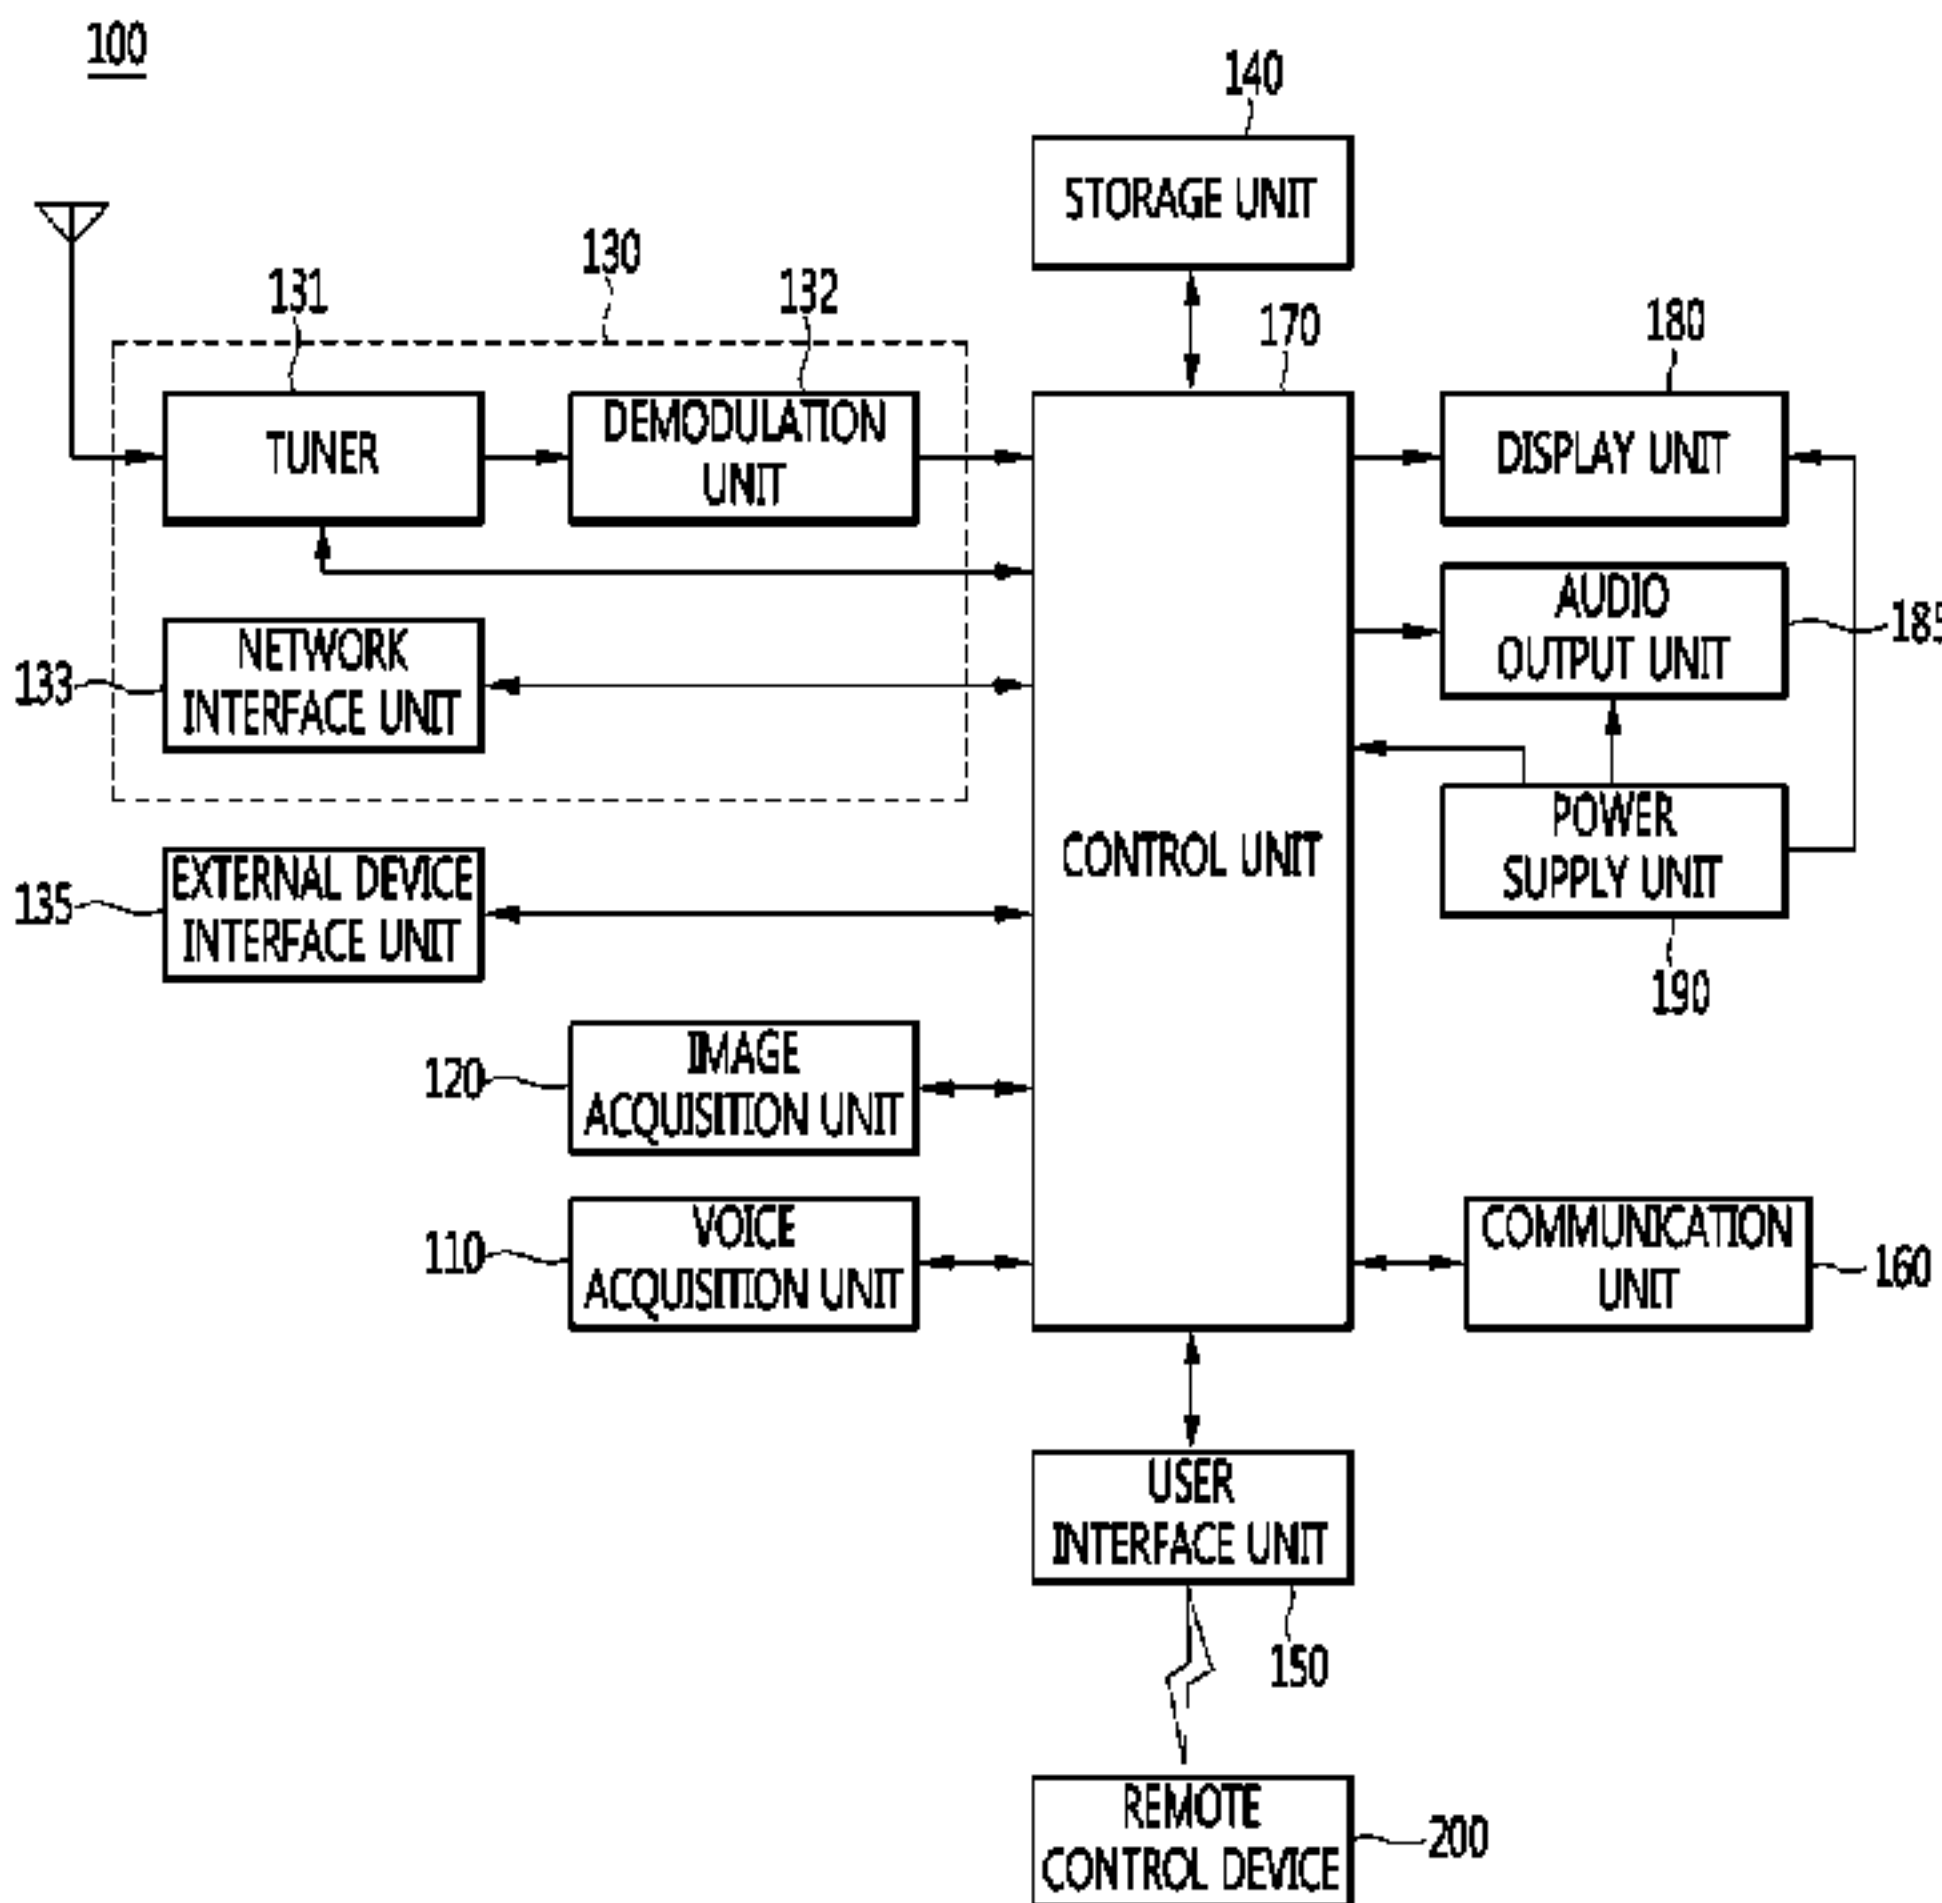 100
140
STORAGE UNIT
130
131
132
170
180
TUNER
DEMODULATION
UNIT
DISPLAY UNIT
133
NETWORK
INTERFACE UNIT
AUDIO
OUTPUT UNIT
185
CONTROL UNIT
POWER
SUPPLY UNIT
190
135
EXTERNAL DEVICE
INTERFACE UNIT
120
IMAGE
ACQUISITION UNIT
110
VOICE
ACQUISITION UNIT
COMMUNICATION
UNIT
160
USER
INTERFACE UNIT
150
REMOTE
CONTROL DEVICE
200